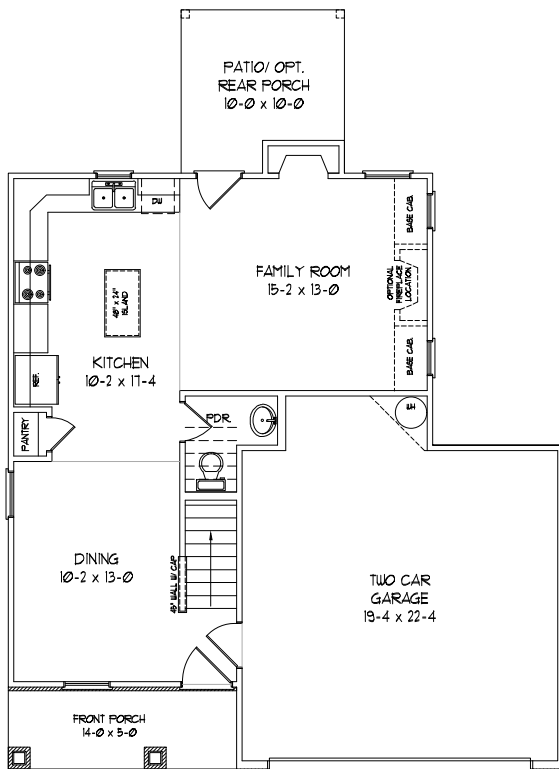 PATIO/ OPT.
REAR PORCH
10-0 x 10-0
DW
BASE CAB.
FAMILY ROOM
15-2 x 13-0
OPTIONAL
FIREPLACE
LOCATION
48" x 24"
ISLAND
KITCHEN
10-2 x 17-4
REF.
BASE CAB.
PANTRY
PDR.
DINING
10-2 x 13-0
48" WALL W/ CAP
TWO CAR
GARAGE
19-4 x 22-4
FRONT PORCH
14-0 x 5-0